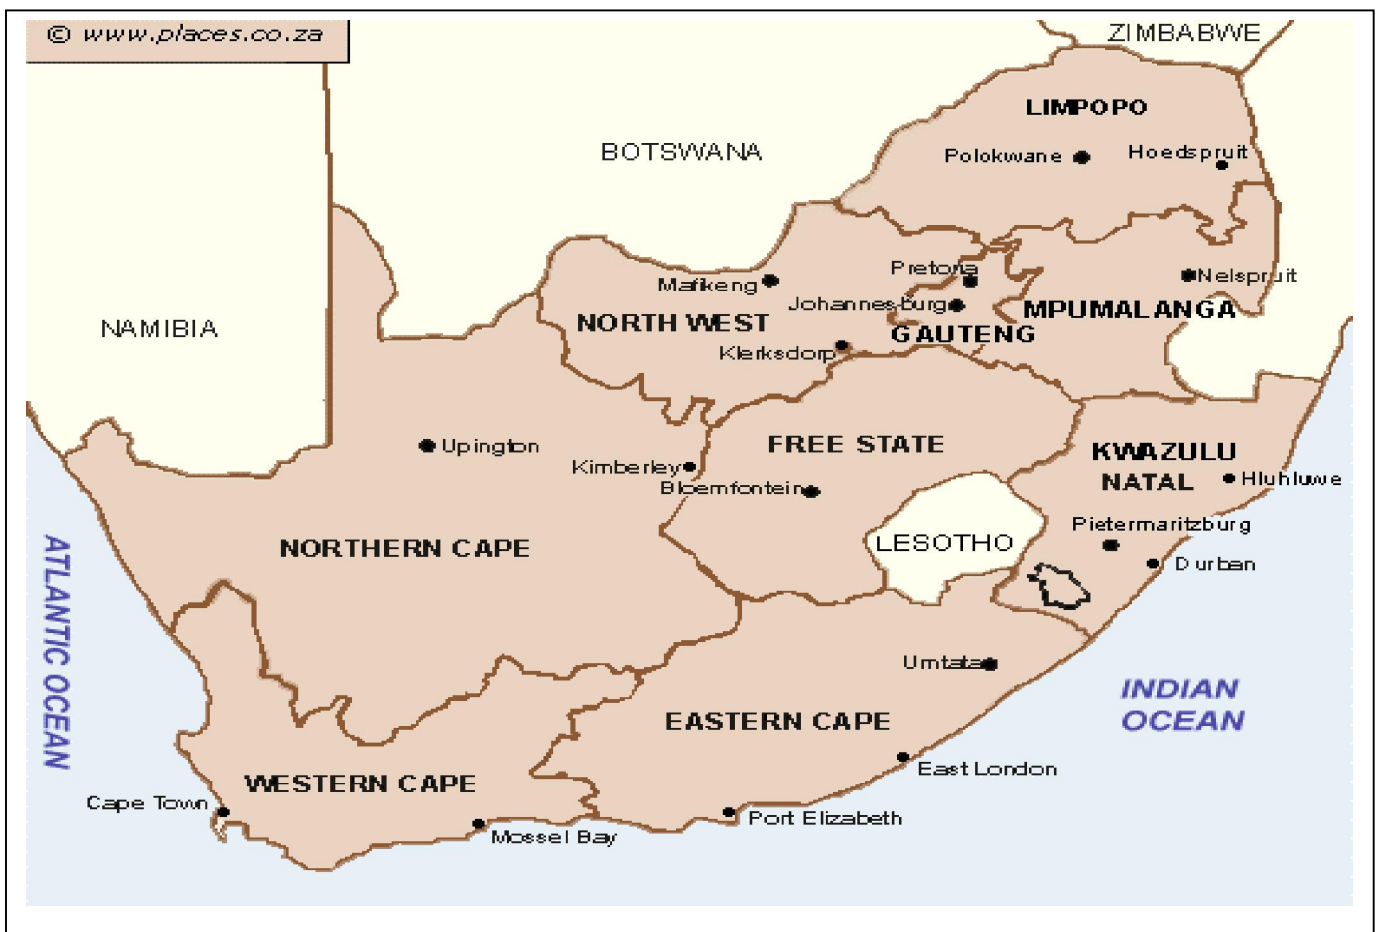 © www.places.co.za
ZIMBABWE
LIMPOPO
BOTSWANA
Polokwane
Hoedspruit
Pretoria
Mafikeng
Nelspruit
Johannesburg
NAMIBIA
NORTH WEST
MPUMALANGA
GAUTENG
Klerksdorp
Upington
FREE STATE
KWAZULU
NATAL
Kimberley
Bloemfontein
Hluhluwe
Pietermaritzburg
NORTHERN CAPE
LESOTHO
Durban
ATLANTIC OCEAN
Umtata
INDIAN
OCEAN
EASTERN CAPE
East London
WESTERN CAPE
Cape Town
Port Elizabeth
Mossel Bay